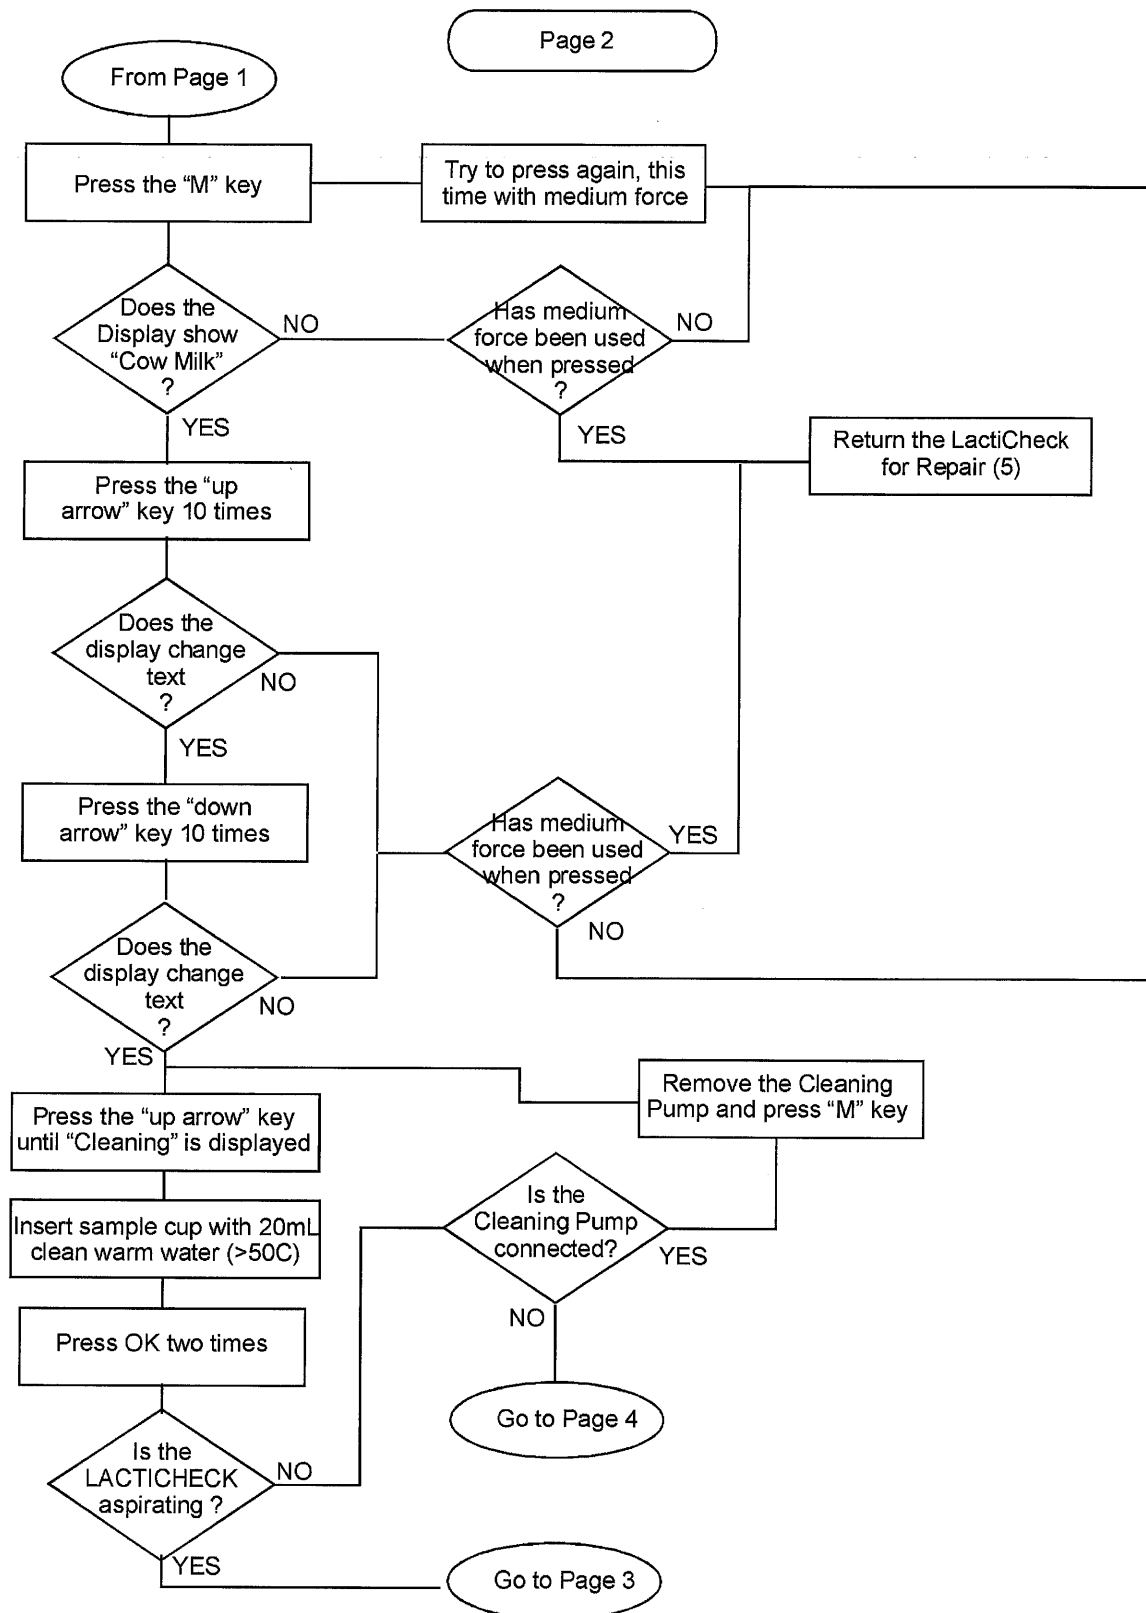 Page 2
From Page 1
Press the “M” key
Try to press again, this
time with medium force
Does the
Display show
“Cow Milk”
?
NO
YES
Has medium
force been used
when pressed
?
NO
YES
Return the LactiCheck
for Repair (5)
Press the “up
arrow” key 10 times
Does the
display change
text
?
NO
YES
Press the “down
arrow” key 10 times
Has medium
force been used
when pressed
?
YES
NO
Does the
display change
text
?
NO
YES
Remove the Cleaning
Pump and press “M” key
Press the “up arrow” key
until “Cleaning” is displayed
Insert sample cup with 20mL
clean warm water (>50C)
Is the
Cleaning Pump
connected?
YES
NO
Press OK two times
Go to Page 4
Is the
LACTICHECK
aspirating ?
NO
YES
Go to Page 3